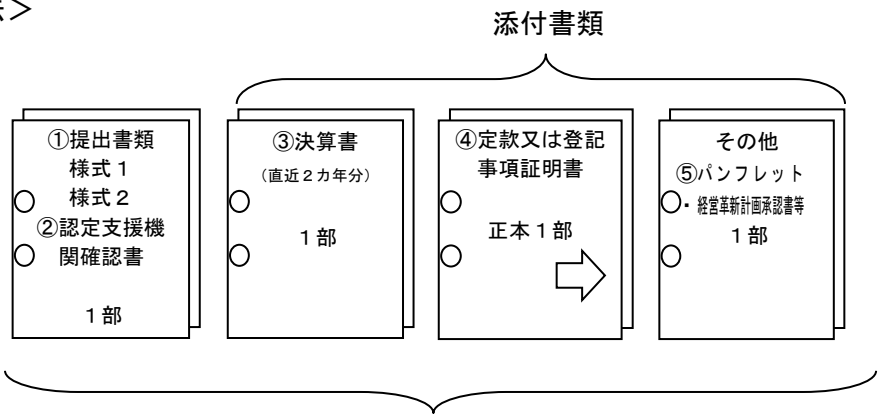 ＞
添付書類
①提出書類
様式１
様式２
②認定支援機
関確認書
１部
③決算書
（直近２カ年分）
１部
④定款又は登記
事項証明書
正本１部
その他
⑤パンフレット
・経営革新計画承認書等
１部